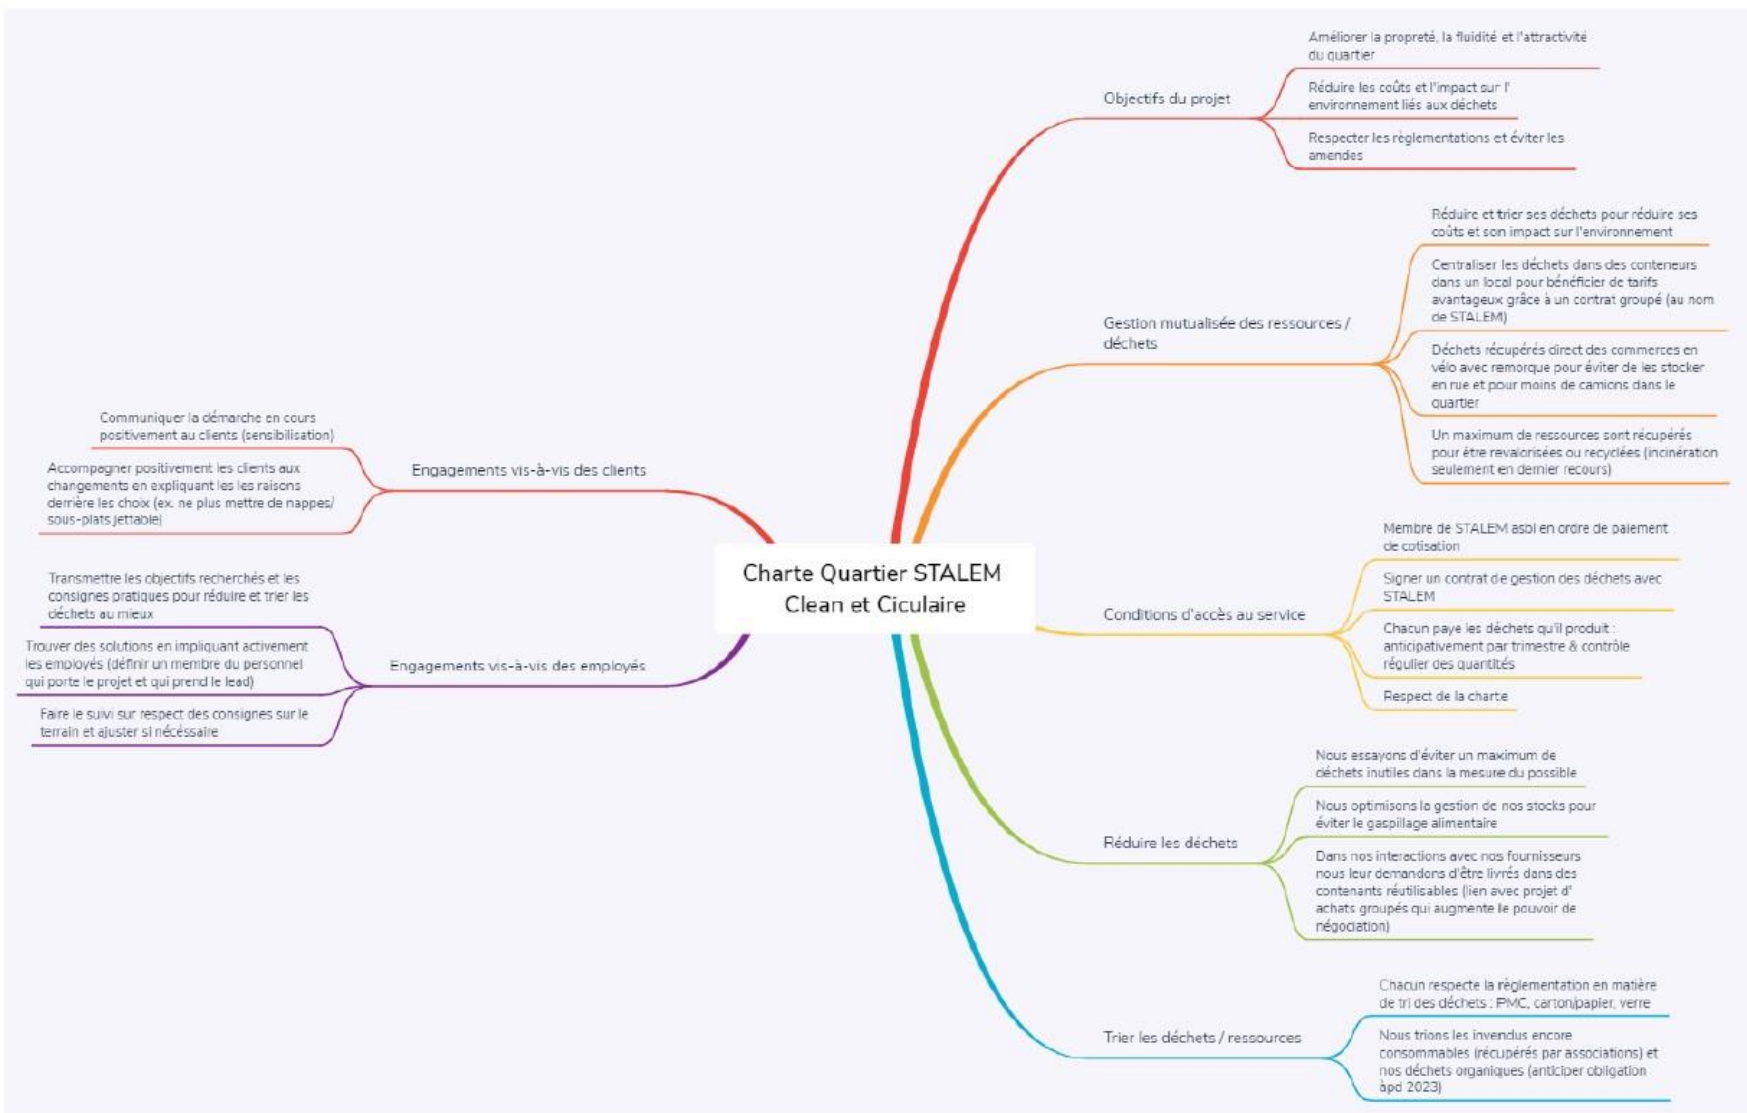 Charte Quartier STALEM
Clean et Ciculaire
Objectifs du projet
Améliorer la propreté, la fluidité et l'attractivité
du quartier
Réduire les coûts et l'impact sur l'
environnement liés aux déchets
Respecter les règlementations et éviter les
amendes
Gestion mutualisée des ressources /
déchets
Réduire et trier ses déchets pour réduire ses
coûts et son impact sur l'environnement
Centraliser les déchets dans des conteneurs
dans un local pour bénéficier de tarifs
avantageux grâce à un contrat groupé (au nom
de STALEM)
Déchets récupérés direct des commerces en
vélo avec remorque pour éviter de les stocker
en rue et pour moins de camions dans le
quartier
Un maximum de ressources sont récupérés
pour être revalorisées ou recyclées (incinération
seulement en dernier recours)
Conditions d'accès au service
Membre de STALEM asbl en ordre de paiement
de cotisation
Signer un contrat de gestion des déchets avec
STALEM
Chacun paye les déchets qu'il produit :
anticipativement par trimestre & contrôle
régulier des quantités
Respect de la charte
Réduire les déchets
Nous essayons d'éviter un maximum de
déchets inutiles dans la mesure du possible
Nous optimisons la gestion de nos stocks pour
éviter le gaspillage alimentaire
Dans nos interactions avec nos fournisseurs
nous leur demandons d'être livrés dans des
contenants réutilisables (lien avec projet d'
achats groupés qui augmente le pouvoir de
négociation)
Trier les déchets / ressources
Chacun respecte la règlementation en matière
de tri des déchets : PMC, carton/papier, verre
Nous trions les invendus encore
consommables (récupérés par associations) et
nos déchets organiques (anticiper obligation
àpd 2023)
Engagements vis-à-vis des clients
Communiquer la démarche en cours
positivement au clients (sensibilisation)
Accompagner positivement les clients aux
changements en expliquant les les raisons
derrière les choix (ex. ne plus mettre de nappes/
sous-plats jettable)
Engagements vis-à-vis des employés
Transmettre les objectifs recherchés et les
consignes pratiques pour réduire et trier les
déchets au mieux
Trouver des solutions en impliquant activement
les employés (définir un membre du personnel
qui porte le projet et qui prend le lead)
Faire le suivi sur respect des consignes sur le
terrain et ajuster si nécéssaire